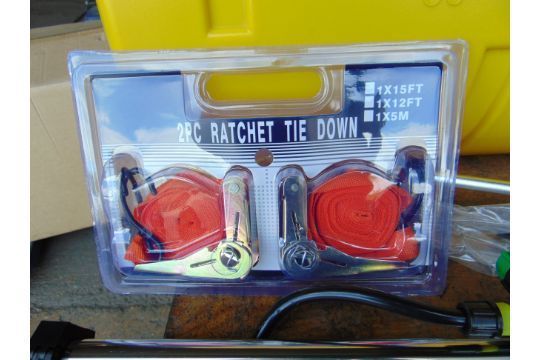 1X15FT
1X12FT
1X5M
2PC RATCHET TIE DOWN